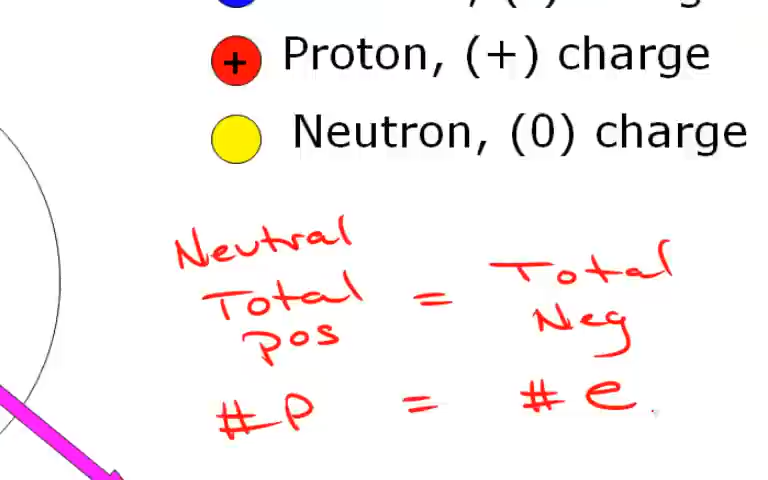 + Proton, (+) charge
Neutron, (0) charge
Neutral
Total = Total
Pos Neg
#P = #e